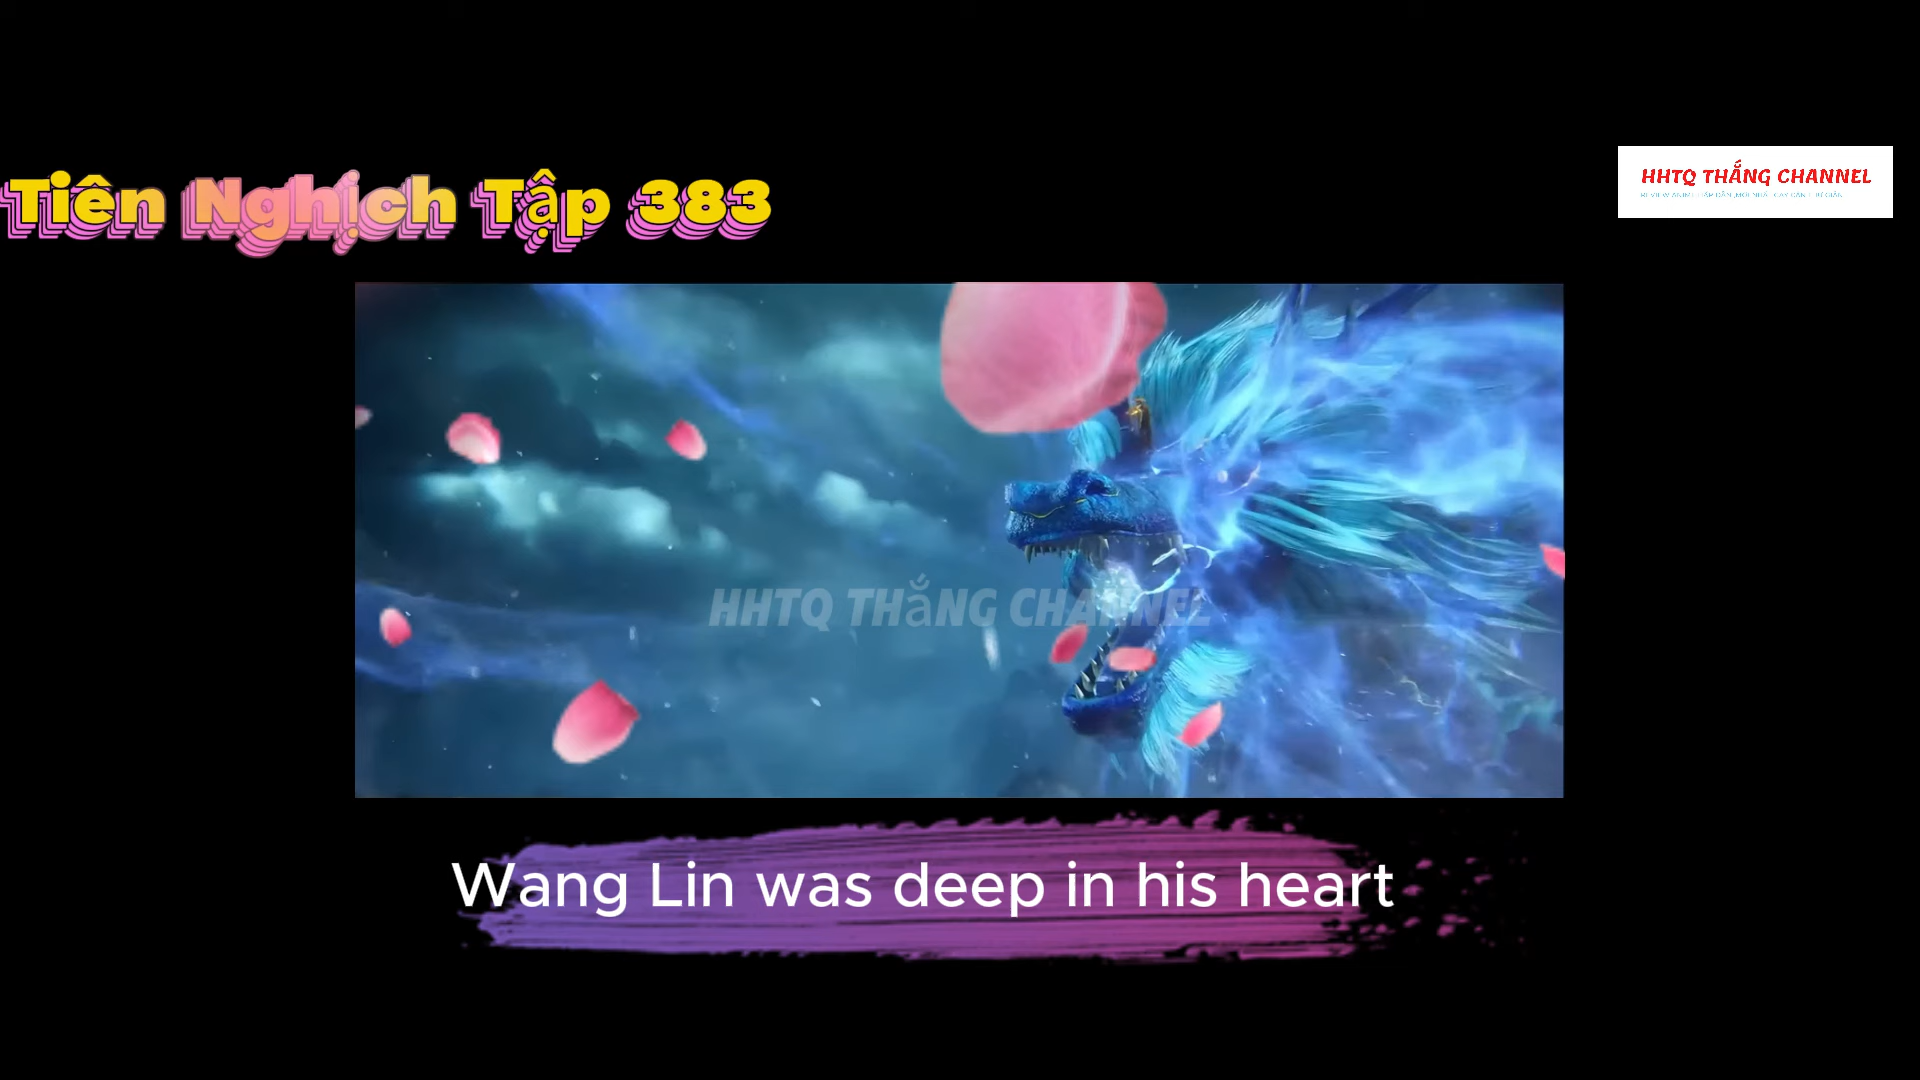 Tiên Nghịch Tập 383
HHTQ THẮNG CHANNEL
HHTQ THẮNG CHANNEL
Wang Lin was deep in his heart